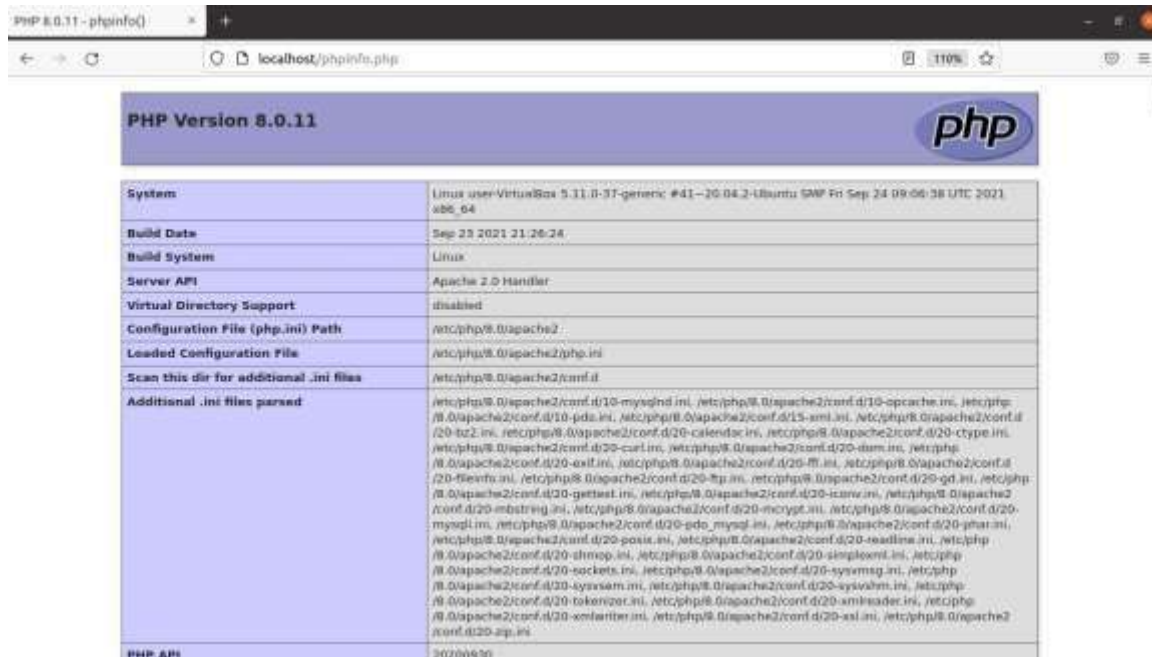 PHP 8.0.11 - phpinfo()
localhost/phpinfo.php
110%
PHP Version 8.0.11
php
System
Linux user-VirtualBox 5.11.0-37-generic #41~20.04.2-Ubuntu SMP Fri Sep 24 09:06:38 UTC 2021
x86_64
Build Date
Sep 23 2021 21:26:24
Build System
Linux
Server API
Apache 2.0 Handler
Virtual Directory Support
disabled
Configuration File (php.ini) Path
/etc/php/8.0/apache2
Loaded Configuration File
/etc/php/8.0/apache2/php.ini
Scan this dir for additional .ini files
/etc/php/8.0/apache2/conf.d
Additional .ini files parsed
/etc/php/8.0/apache2/conf.d/10-mysqlnd.ini, /etc/php/8.0/apache2/conf.d/10-opcache.ini, /etc/php
/8.0/apache2/conf.d/10-pdo.ini, /etc/php/8.0/apache2/conf.d/15-xml.ini, /etc/php/8.0/apache2/conf.d
/20-bz2.ini, /etc/php/8.0/apache2/conf.d/20-calendar.ini, /etc/php/8.0/apache2/conf.d/20-ctype.ini,
/etc/php/8.0/apache2/conf.d/20-curl.ini, /etc/php/8.0/apache2/conf.d/20-dom.ini, /etc/php
/8.0/apache2/conf.d/20-exif.ini, /etc/php/8.0/apache2/conf.d/20-ffi.ini, /etc/php/8.0/apache2/conf.d
/20-fileinfo.ini, /etc/php/8.0/apache2/conf.d/20-ftp.ini, /etc/php/8.0/apache2/conf.d/20-gd.ini, /etc/php
/8.0/apache2/conf.d/20-gettext.ini, /etc/php/8.0/apache2/conf.d/20-iconv.ini, /etc/php/8.0/apache2
/conf.d/20-mbstring.ini, /etc/php/8.0/apache2/conf.d/20-mcrypt.ini, /etc/php/8.0/apache2/conf.d/20-
mysqli.ini, /etc/php/8.0/apache2/conf.d/20-pdo_mysql.ini, /etc/php/8.0/apache2/conf.d/20-phar.ini,
/etc/php/8.0/apache2/conf.d/20-posix.ini, /etc/php/8.0/apache2/conf.d/20-readline.ini, /etc/php
/8.0/apache2/conf.d/20-shmop.ini, /etc/php/8.0/apache2/conf.d/20-simplexml.ini, /etc/php
/8.0/apache2/conf.d/20-sockets.ini, /etc/php/8.0/apache2/conf.d/20-sysvmsg.ini, /etc/php
/8.0/apache2/conf.d/20-sysvsem.ini, /etc/php/8.0/apache2/conf.d/20-sysvshm.ini, /etc/php
/8.0/apache2/conf.d/20-tokenizer.ini, /etc/php/8.0/apache2/conf.d/20-xmlreader.ini, /etc/php
/8.0/apache2/conf.d/20-xmlwriter.ini, /etc/php/8.0/apache2/conf.d/20-xsl.ini, /etc/php/8.0/apache2
/conf.d/20-zip.ini
PHP API
20200930